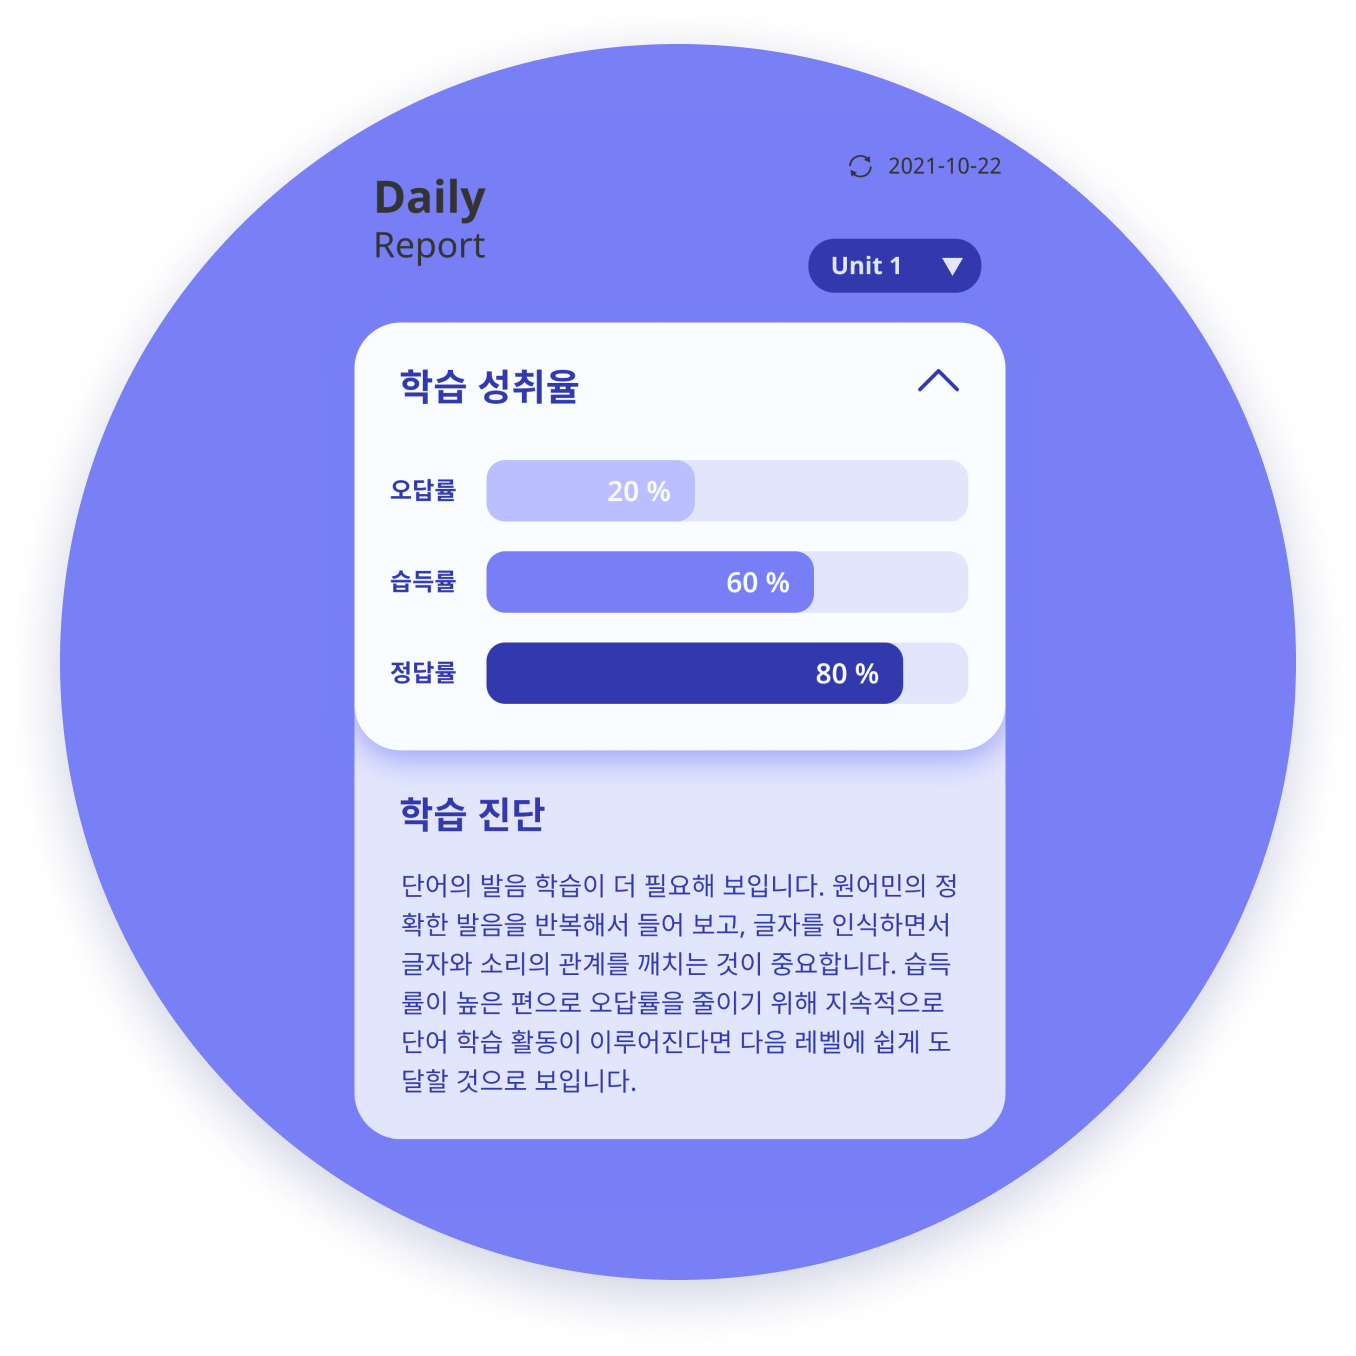 2021-10-22
Daily
Report
Unit 1
학습 성취율
오답률 20 %
습득률 60 %
정답률 80 %
학습 진단
단어의 발음 학습이 더 필요해 보입니다. 원어민의 정
확한 발음을 반복해서 들어 보고, 글자를 인식하면서
글자와 소리의 관계를 깨치는 것이 중요합니다. 습득
률이 높은 편으로 오답률을 줄이기 위해 지속적으로
단어 학습 활동이 이루어진다면 다음 레벨에 쉽게 도
달할 것으로 보입니다.